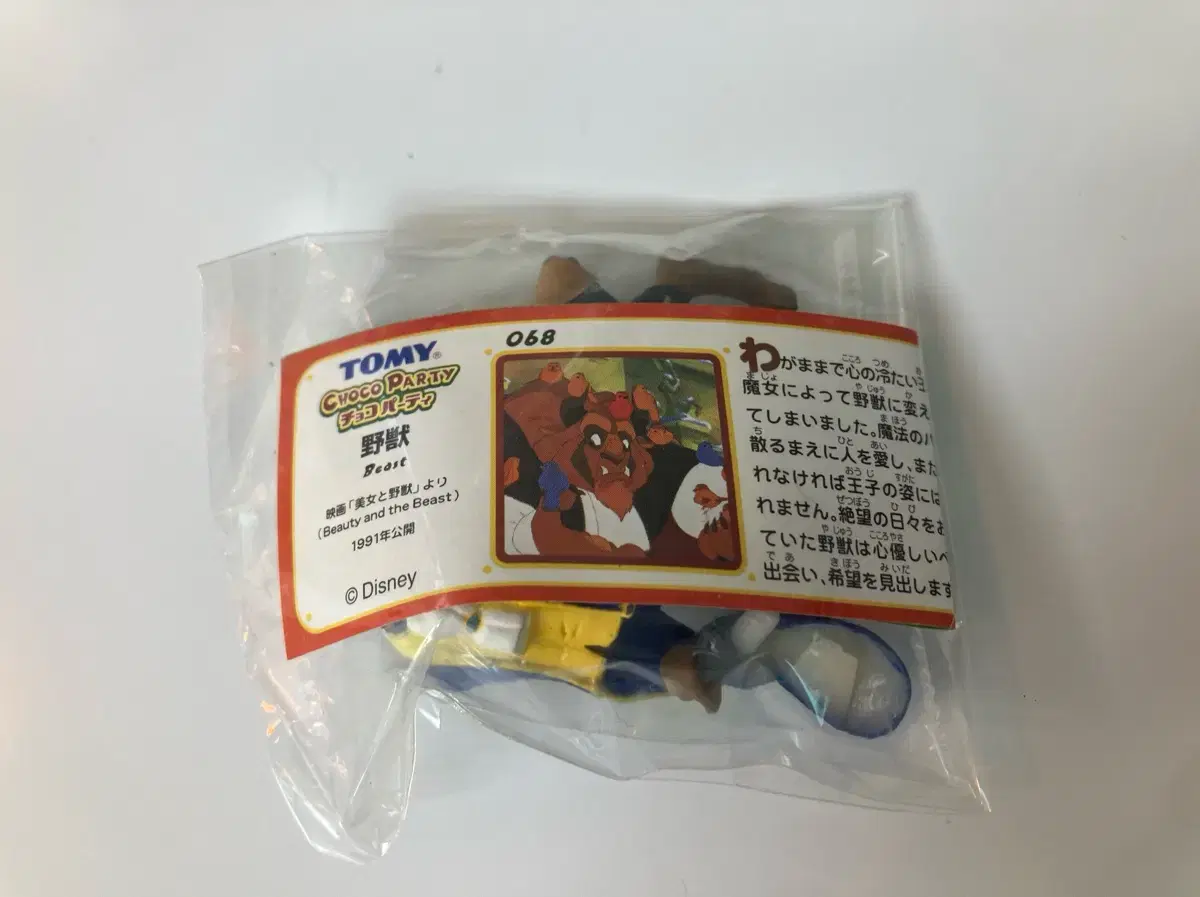 TOMY®
CHOCO PARTY
チョコパーティ
野獣
Beast
映画「美女と野獣」より
(Beauty and the Beast)
1991年公開
© Disney
068
わがままで心の冷たい王
魔女によって野獣に変え
てしまいました。魔法のバ
散るまえに人を愛し、また
れなければ王子の姿には
れません。絶望の日々をお
ていた野獣は心優しいベ
出会い、希望を見出します